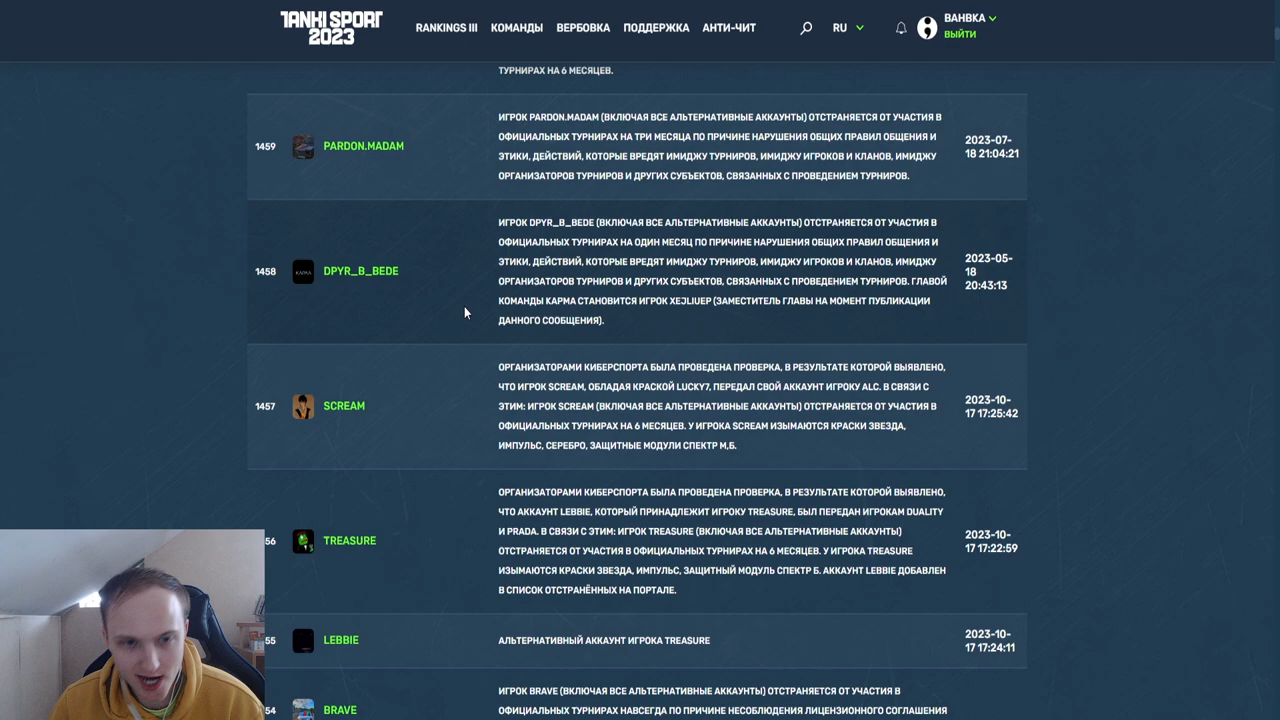 TANKI SPORT
2023
RANKINGS III
КОМАНДЫ
ВЕРБОВКА
ПОДДЕРЖКА
АНТИ-ЧИТ
RU
ВАНВКА
ВЫЙТИ
ТУРНИРАХ НА 6 МЕСЯЦЕВ.
1459
PARDON.MADAM
ИГРОК PARDON.MADAM (ВКЛЮЧАЯ ВСЕ АЛЬТЕРНАТИВНЫЕ АККАУНТЫ) ОТСТРАНЯЕТСЯ ОТ УЧАСТИЯ В
ОФИЦИАЛЬНЫХ ТУРНИРАХ НА ТРИ МЕСЯЦА ПО ПРИЧИНЕ НАРУШЕНИЯ ОБЩИХ ПРАВИЛ ОБЩЕНИЯ И
ЭТИКИ, ДЕЙСТВИЙ, КОТОРЫЕ ВРЕДЯТ ИМИДЖУ ТУРНИРОВ, ИМИДЖУ ИГРОКОВ И КЛАНОВ, ИМИДЖУ
ОРГАНИЗАТОРОВ ТУРНИРОВ И ДРУГИХ СУБЪЕКТОВ, СВЯЗАННЫХ С ПРОВЕДЕНИЕМ ТУРНИРОВ.
2023-07-
18 21:04:21
1458
КАРМА
DPYR_B_BEDE
ИГРОК DPYR_B_BEDE (ВКЛЮЧАЯ ВСЕ АЛЬТЕРНАТИВНЫЕ АККАУНТЫ) ОТСТРАНЯЕТСЯ ОТ УЧАСТИЯ В
ОФИЦИАЛЬНЫХ ТУРНИРАХ НА ОДИН МЕСЯЦ ПО ПРИЧИНЕ НАРУШЕНИЯ ОБЩИХ ПРАВИЛ ОБЩЕНИЯ И
ЭТИКИ, ДЕЙСТВИЙ, КОТОРЫЕ ВРЕДЯТ ИМИДЖУ ТУРНИРОВ, ИМИДЖУ ИГРОКОВ И КЛАНОВ, ИМИДЖУ
ОРГАНИЗАТОРОВ ТУРНИРОВ И ДРУГИХ СУБЪЕКТОВ, СВЯЗАННЫХ С ПРОВЕДЕНИЕМ ТУРНИРОВ. ГЛАВОЙ
КОМАНДЫ КАРМА СТАНОВИТСЯ ИГРОК XEJLIUEP (ЗАМЕСТИТЕЛЬ ГЛАВЫ НА МОМЕНТ ПУБЛИКАЦИИ
ДАННОГО СООБЩЕНИЯ).
2023-05-
18
20:43:13
1457
SCREAM
ОРГАНИЗАТОРАМИ КИБЕРСПОРТА БЫЛА ПРОВЕДЕНА ПРОВЕРКА, В РЕЗУЛЬТАТЕ КОТОРОЙ ВЫЯВЛЕНО,
ЧТО ИГРОК SCREAM, ОБЛАДАЯ КРАСКОЙ LUCKY7, ПЕРЕДАЛ СВОЙ АККАУНТ ИГРОКУ ALC. В СВЯЗИ С
ЭТИМ: ИГРОК SCREAM (ВКЛЮЧАЯ ВСЕ АЛЬТЕРНАТИВНЫЕ АККАУНТЫ) ОТСТРАНЯЕТСЯ ОТ УЧАСТИЯ В
ОФИЦИАЛЬНЫХ ТУРНИРАХ НА 6 МЕСЯЦЕВ. У ИГРОКА SCREAM ИЗЫМАЮТСЯ КРАСКИ ЗВЕЗДА,
ИМПУЛЬС, СЕРЕБРО, ЗАЩИТНЫЕ МОДУЛИ СПЕКТР М,Б.
2023-10-
17 17:25:42
56
TREASURE
ОРГАНИЗАТОРАМИ КИБЕРСПОРТА БЫЛА ПРОВЕДЕНА ПРОВЕРКА, В РЕЗУЛЬТАТЕ КОТОРОЙ ВЫЯВЛЕНО,
ЧТО АККАУНТ LEBBIE, КОТОРЫЙ ПРИНАДЛЕЖИТ ИГРОКУ TREASURE, БЫЛ ПЕРЕДАН ИГРОКАМ DUALITY
И PRADA. В СВЯЗИ С ЭТИМ: ИГРОК TREASURE (ВКЛЮЧАЯ ВСЕ АЛЬТЕРНАТИВНЫЕ АККАУНТЫ)
ОТСТРАНЯЕТСЯ ОТ УЧАСТИЯ В ОФИЦИАЛЬНЫХ ТУРНИРАХ НА 6 МЕСЯЦЕВ. У ИГРОКА TREASURE
ИЗЫМАЮТСЯ КРАСКИ ЗВЕЗДА, ИМПУЛЬС, ЗАЩИТНЫЙ МОДУЛЬ СПЕКТР Б. АККАУНТ LEBBIE ДОБАВЛЕН
В СПИСОК ОТСТРАНЁННЫХ НА ПОРТАЛЕ.
2023-10-
17 17:22:59
55
LEBBIE
АЛЬТЕРНАТИВНЫЙ АККАУНТ ИГРОКА TREASURE
2023-10-
17 17:24:11
54
BRAVE
ИГРОК BRAVE (ВКЛЮЧАЯ ВСЕ АЛЬТЕРНАТИВНЫЕ АККАУНТЫ) ОТСТРАНЯЕТСЯ ОТ УЧАСТИЯ В
ОФИЦИАЛЬНЫХ ТУРНИРАХ НАВСЕГДА ПО ПРИЧИНЕ НЕСОБЛЮДЕНИЯ ЛИЦЕНЗИОННОГО СОГЛАШЕНИЯ